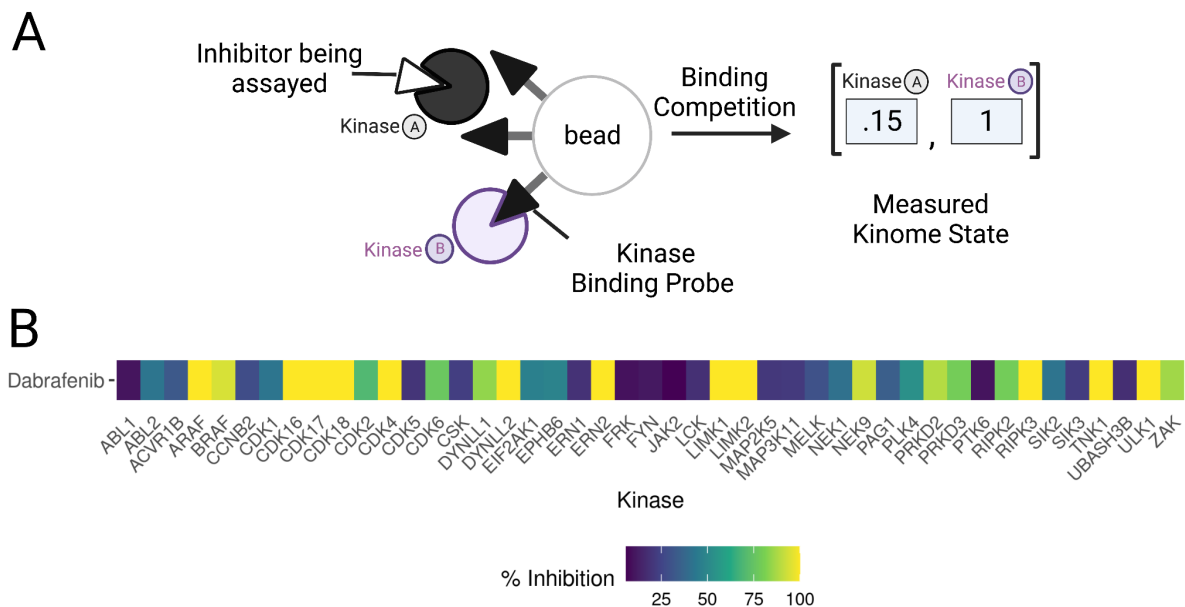 A
Inhibitor being
assayed
Kinase A
bead
Kinase B
Kinase
Binding Probe
Binding
Competition
Kinase A Kinase B
[ .15 , 1 ]
Measured
Kinome State
B
Dabrafenib
ABL1
ABL2
ACVR1B
ARAF
BRAF
CCNB2
CDK1
CDK16
CDK17
CDK18
CDK2
CDK4
CDK5
CDK6
CSK
DYNLL1
DYNLL2
EIF2AK1
EPHB6
ERN1
ERN2
FRK
FYN
JAK2
LCK
LIMK1
LIMK2
MAP2K5
MAP3K11
MELK
NEK1
NEK9
PAG1
PLK4
PRKD2
PRKD3
PTK6
RIPK2
RIPK3
SIK2
SIK3
TNK1
UBASH3B
ULK1
ZAK
Kinase
% Inhibition
25 50 75 100